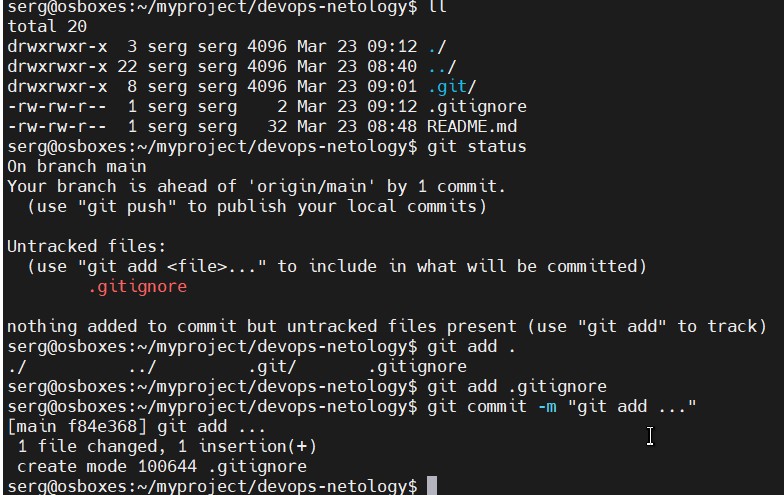 serg@osboxes:~/myproject/devops-netology$ ll
total 20
drwxrwxr-x  3 serg serg 4096 Mar 23 09:12 ./
drwxrwxr-x 22 serg serg 4096 Mar 23 08:40 ../
drwxrwxr-x  8 serg serg 4096 Mar 23 09:01 .git/
-rw-rw-r--  1 serg serg    2 Mar 23 09:12 .gitignore
-rw-rw-r--  1 serg serg   32 Mar 23 08:48 README.md
serg@osboxes:~/myproject/devops-netology$ git status
On branch main
Your branch is ahead of 'origin/main' by 1 commit.
  (use "git push" to publish your local commits)

Untracked files:
  (use "git add <file>..." to include in what will be committed)
        .gitignore

nothing added to commit but untracked files present (use "git add" to track)
serg@osboxes:~/myproject/devops-netology$ git add .
./          ../         .git/       .gitignore
serg@osboxes:~/myproject/devops-netology$ git add .gitignore
serg@osboxes:~/myproject/devops-netology$ git commit -m "git add ..."
[main f84e368] git add ...
 1 file changed, 1 insertion(+)
 create mode 100644 .gitignore
serg@osboxes:~/myproject/devops-netology$